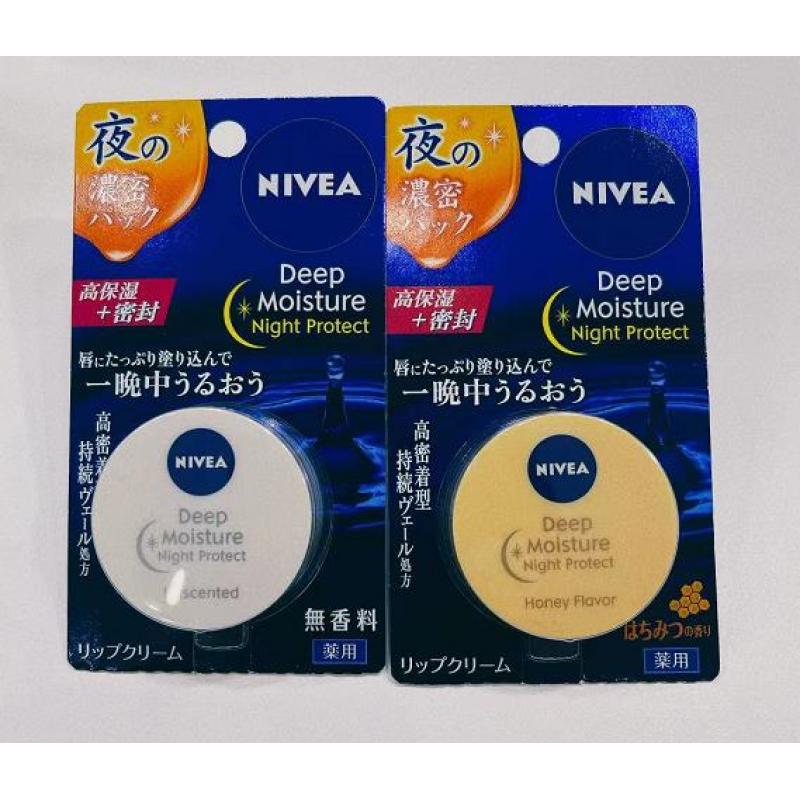 夜の
濃密
パック
NIVEA
Deep
Moisture
Night Protect
高保湿
+密封
唇にたっぷり塗り込んで
一晩中うるおう
高密着
持続ヴェール処方
NIVEA
Deep
Moisture
Night Protect
scented
無香料
リップクリーム
薬用
夜の
濃密
パック
NIVEA
Deep
Moisture
Night Protect
高保湿
+密封
唇にたっぷり塗り込んで
一晩中うるおう
高密着型
持続ヴェール処方
NIVEA
Deep
Moisture
Night Protect
Honey Flavor
はちみつの香り
リップクリーム
薬用